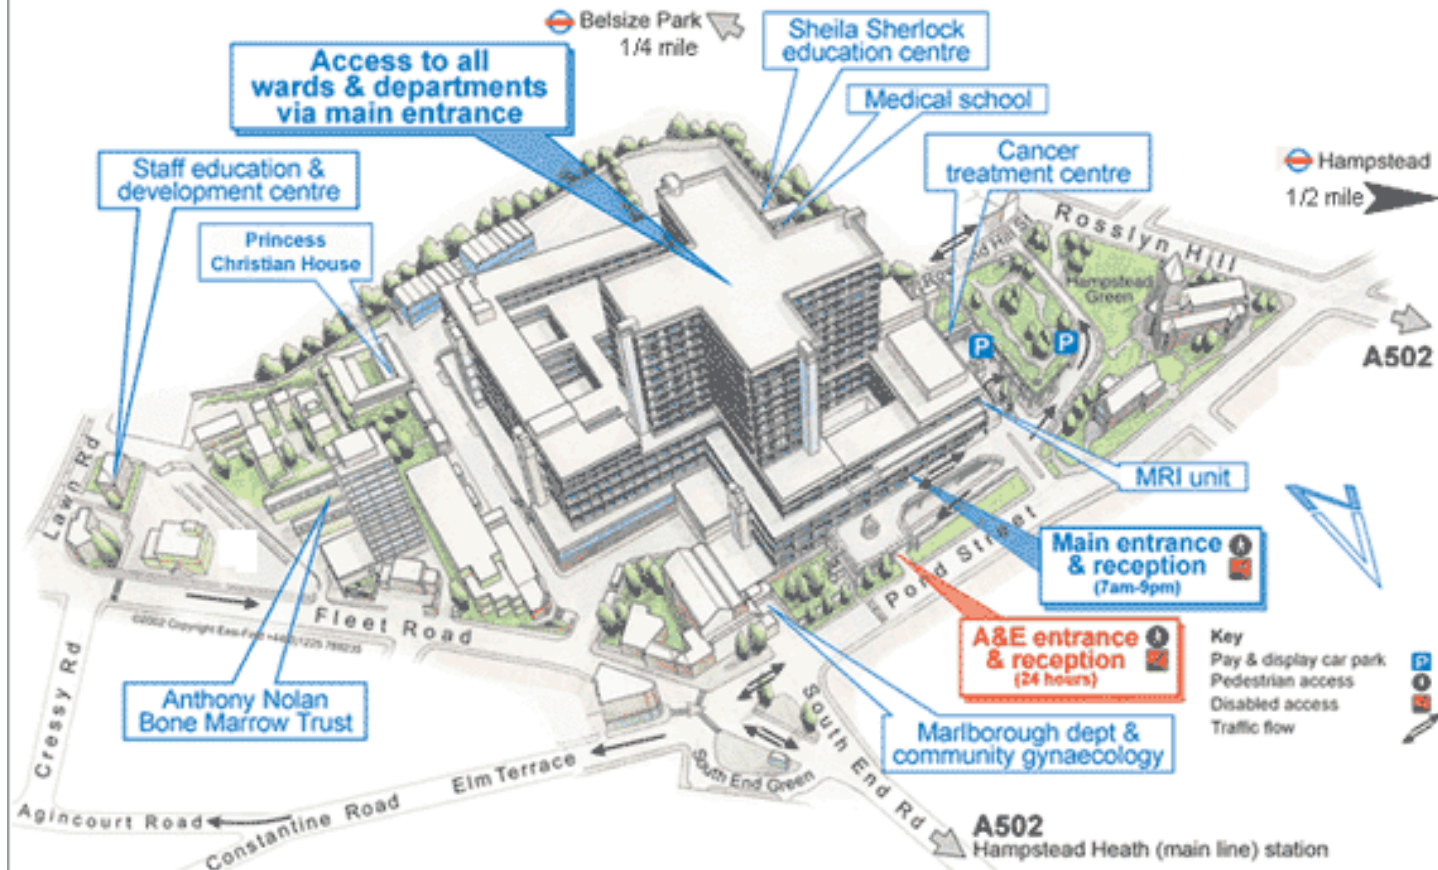 Belsize Park
1/4 mile
Sheila Sherlock
education centre
Access to all
wards & departments
via main entrance
Medical school
Cancer
treatment centre
Hampstead
1/2 mile
Staff education &
development centre
Princess
Christian House
Rosslyn Hill
Rowland Hill St
Hampstead
Green
P
P
A502
Lawn Rd
MRI unit
Pond Street
Main entrance
& reception
(7am-9pm)
A&E entrance
& reception
(24 hours)
Key
Pay & display car park P
Pedestrian access
Disabled access
Traffic flow
Fleet Road
©2002 Copyright
Cressy Rd
Anthony Nolan
Bone Marrow Trust
Marlborough dept &
community gynaecology
South End Green
South End Rd
Elm Terrace
Constantine Road
Agincourt Road
A502
Hampstead Heath (main line) station